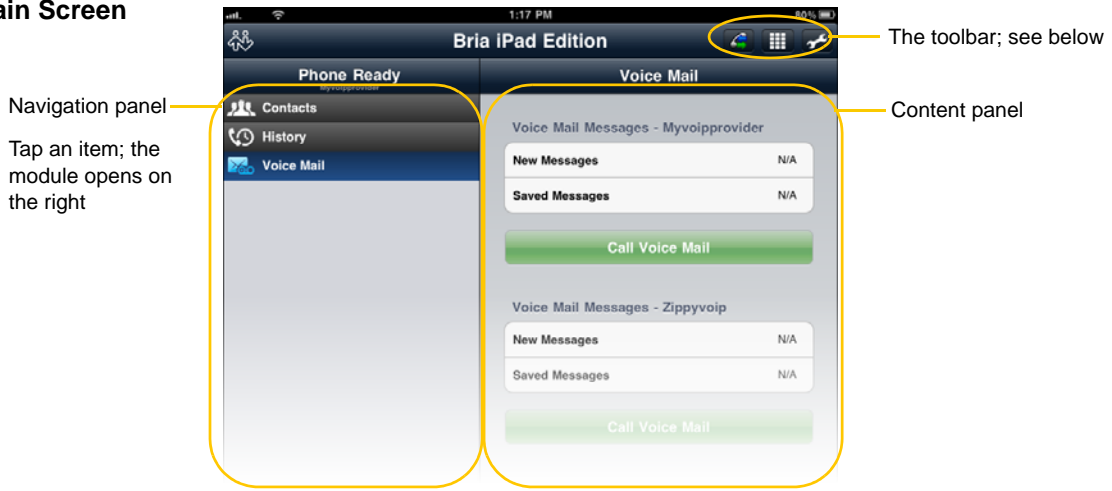 ain Screen
1:17 PM
80%
Bria iPad Edition
The toolbar; see below
Phone Ready
Myvoipprovider
Voice Mail
Navigation panel
Contacts
Content panel
History
Voice Mail
Tap an item; the
module opens on
the right
Voice Mail Messages - Myvoipprovider
New Messages N/A
Saved Messages N/A
Call Voice Mail
Voice Mail Messages - Zippyvoip
New Messages N/A
Saved Messages N/A
Call Voice Mail